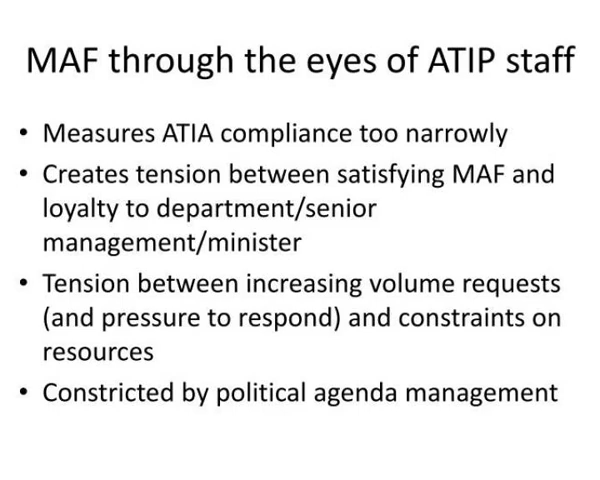 MAF through the eyes of ATIP staff
• Measures ATIA compliance too narrowly
• Creates tension between satisfying MAF and
loyalty to department/senior
management/minister
• Tension between increasing volume requests
(and pressure to respond) and constraints on
resources
• Constricted by political agenda management